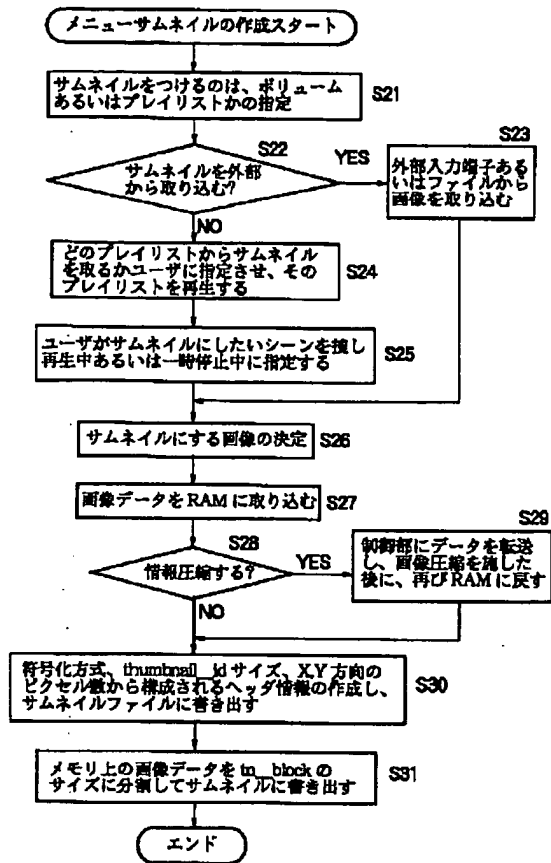 メニューサムネイルの作成スタート
サムネイルをつけるのは、ボリューム
あるいはプレイリストかの指定
S21
S22
サムネイルを外部
から取り込む?
YES
S23
外部入力端子ある
いはファイルから
画像を取り込む
NO
どのプレイリストからサムネイル
を取るかユーザに指定させ、その
プレイリストを再生する
S24
ユーザがサムネイルにしたいシーンを捜し
再生中あるいは一時停止中に指定する
S25
サムネイルにする画像の決定
S26
画像データをRAMに取り込む
S27
S28
情報圧縮する?
YES
S29
制御部にデータを転送
し、画像圧縮を施した
後に、再びRAMに戻す
NO
符号化方式、thumbnail_idサイズ、X,Y方向の
ピクセル数から構成されるヘッダ情報の作成し、
サムネイルファイルに書き出す
S30
メモリ上の画像データをtn_blockの
サイズに分割してサムネイルに書き出す
S31
エンド